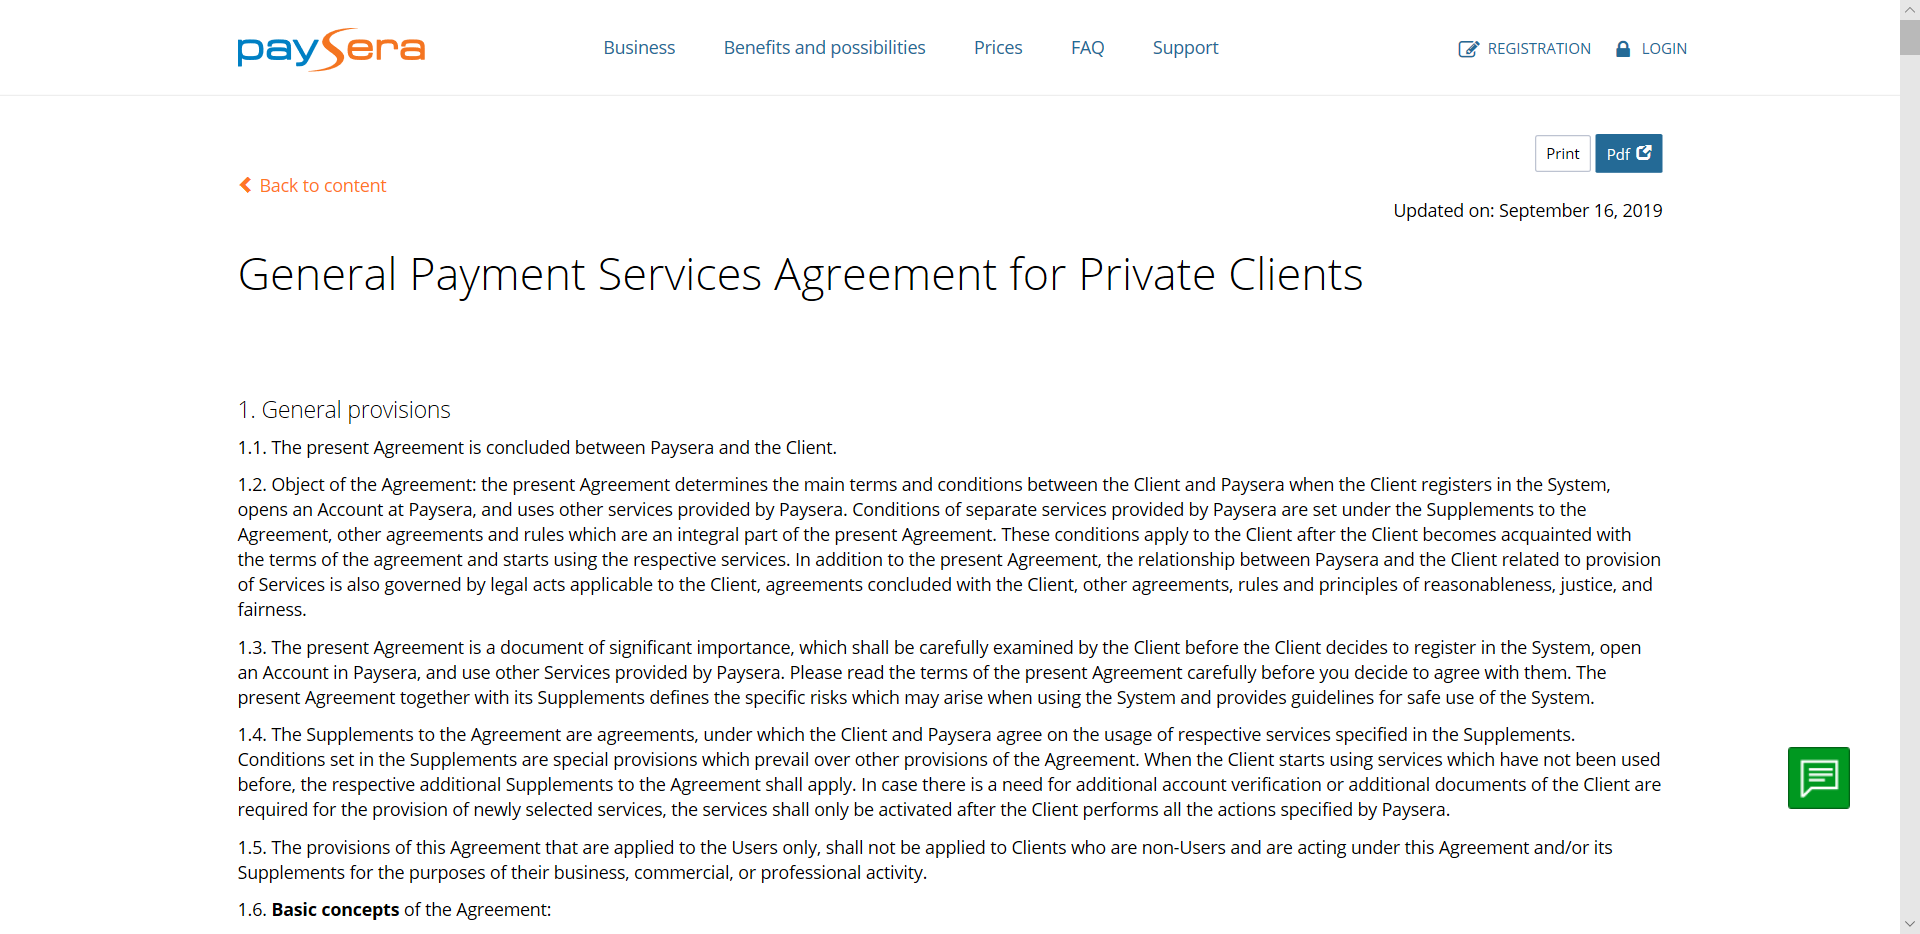 paysera
Business
Benefits and possibilities
Prices
FAQ
Support
REGISTRATION
LOGIN
Print
Pdf
Back to content
Updated on: September 16, 2019
General Payment Services Agreement for Private Clients
1. General provisions
1.1. The present Agreement is concluded between Paysera and the Client.
1.2. Object of the Agreement: the present Agreement determines the main terms and conditions between the Client and Paysera when the Client registers in the System,
opens an Account at Paysera, and uses other services provided by Paysera. Conditions of separate services provided by Paysera are set under the Supplements to the
Agreement, other agreements and rules which are an integral part of the present Agreement. These conditions apply to the Client after the Client becomes acquainted with
the terms of the agreement and starts using the respective services. In addition to the present Agreement, the relationship between Paysera and the Client related to provision
of Services is also governed by legal acts applicable to the Client, agreements concluded with the Client, other agreements, rules and principles of reasonableness, justice, and
fairness.
1.3. The present Agreement is a document of significant importance, which shall be carefully examined by the Client before the Client decides to register in the System, open
an Account in Paysera, and use other Services provided by Paysera. Please read the terms of the present Agreement carefully before you decide to agree with them. The
present Agreement together with its Supplements defines the specific risks which may arise when using the System and provides guidelines for safe use of the System.
1.4. The Supplements to the Agreement are agreements, under which the Client and Paysera agree on the usage of respective services specified in the Supplements.
Conditions set in the Supplements are special provisions which prevail over other provisions of the Agreement. When the Client starts using services which have not been used
before, the respective additional Supplements to the Agreement shall apply. In case there is a need for additional account verification or additional documents of the Client are
required for the provision of newly selected services, the services shall only be activated after the Client performs all the actions specified by Paysera.
1.5. The provisions of this Agreement that are applied to the Users only, shall not be applied to Clients who are non-Users and are acting under this Agreement and/or its
Supplements for the purposes of their business, commercial, or professional activity.
1.6. Basic concepts of the Agreement: